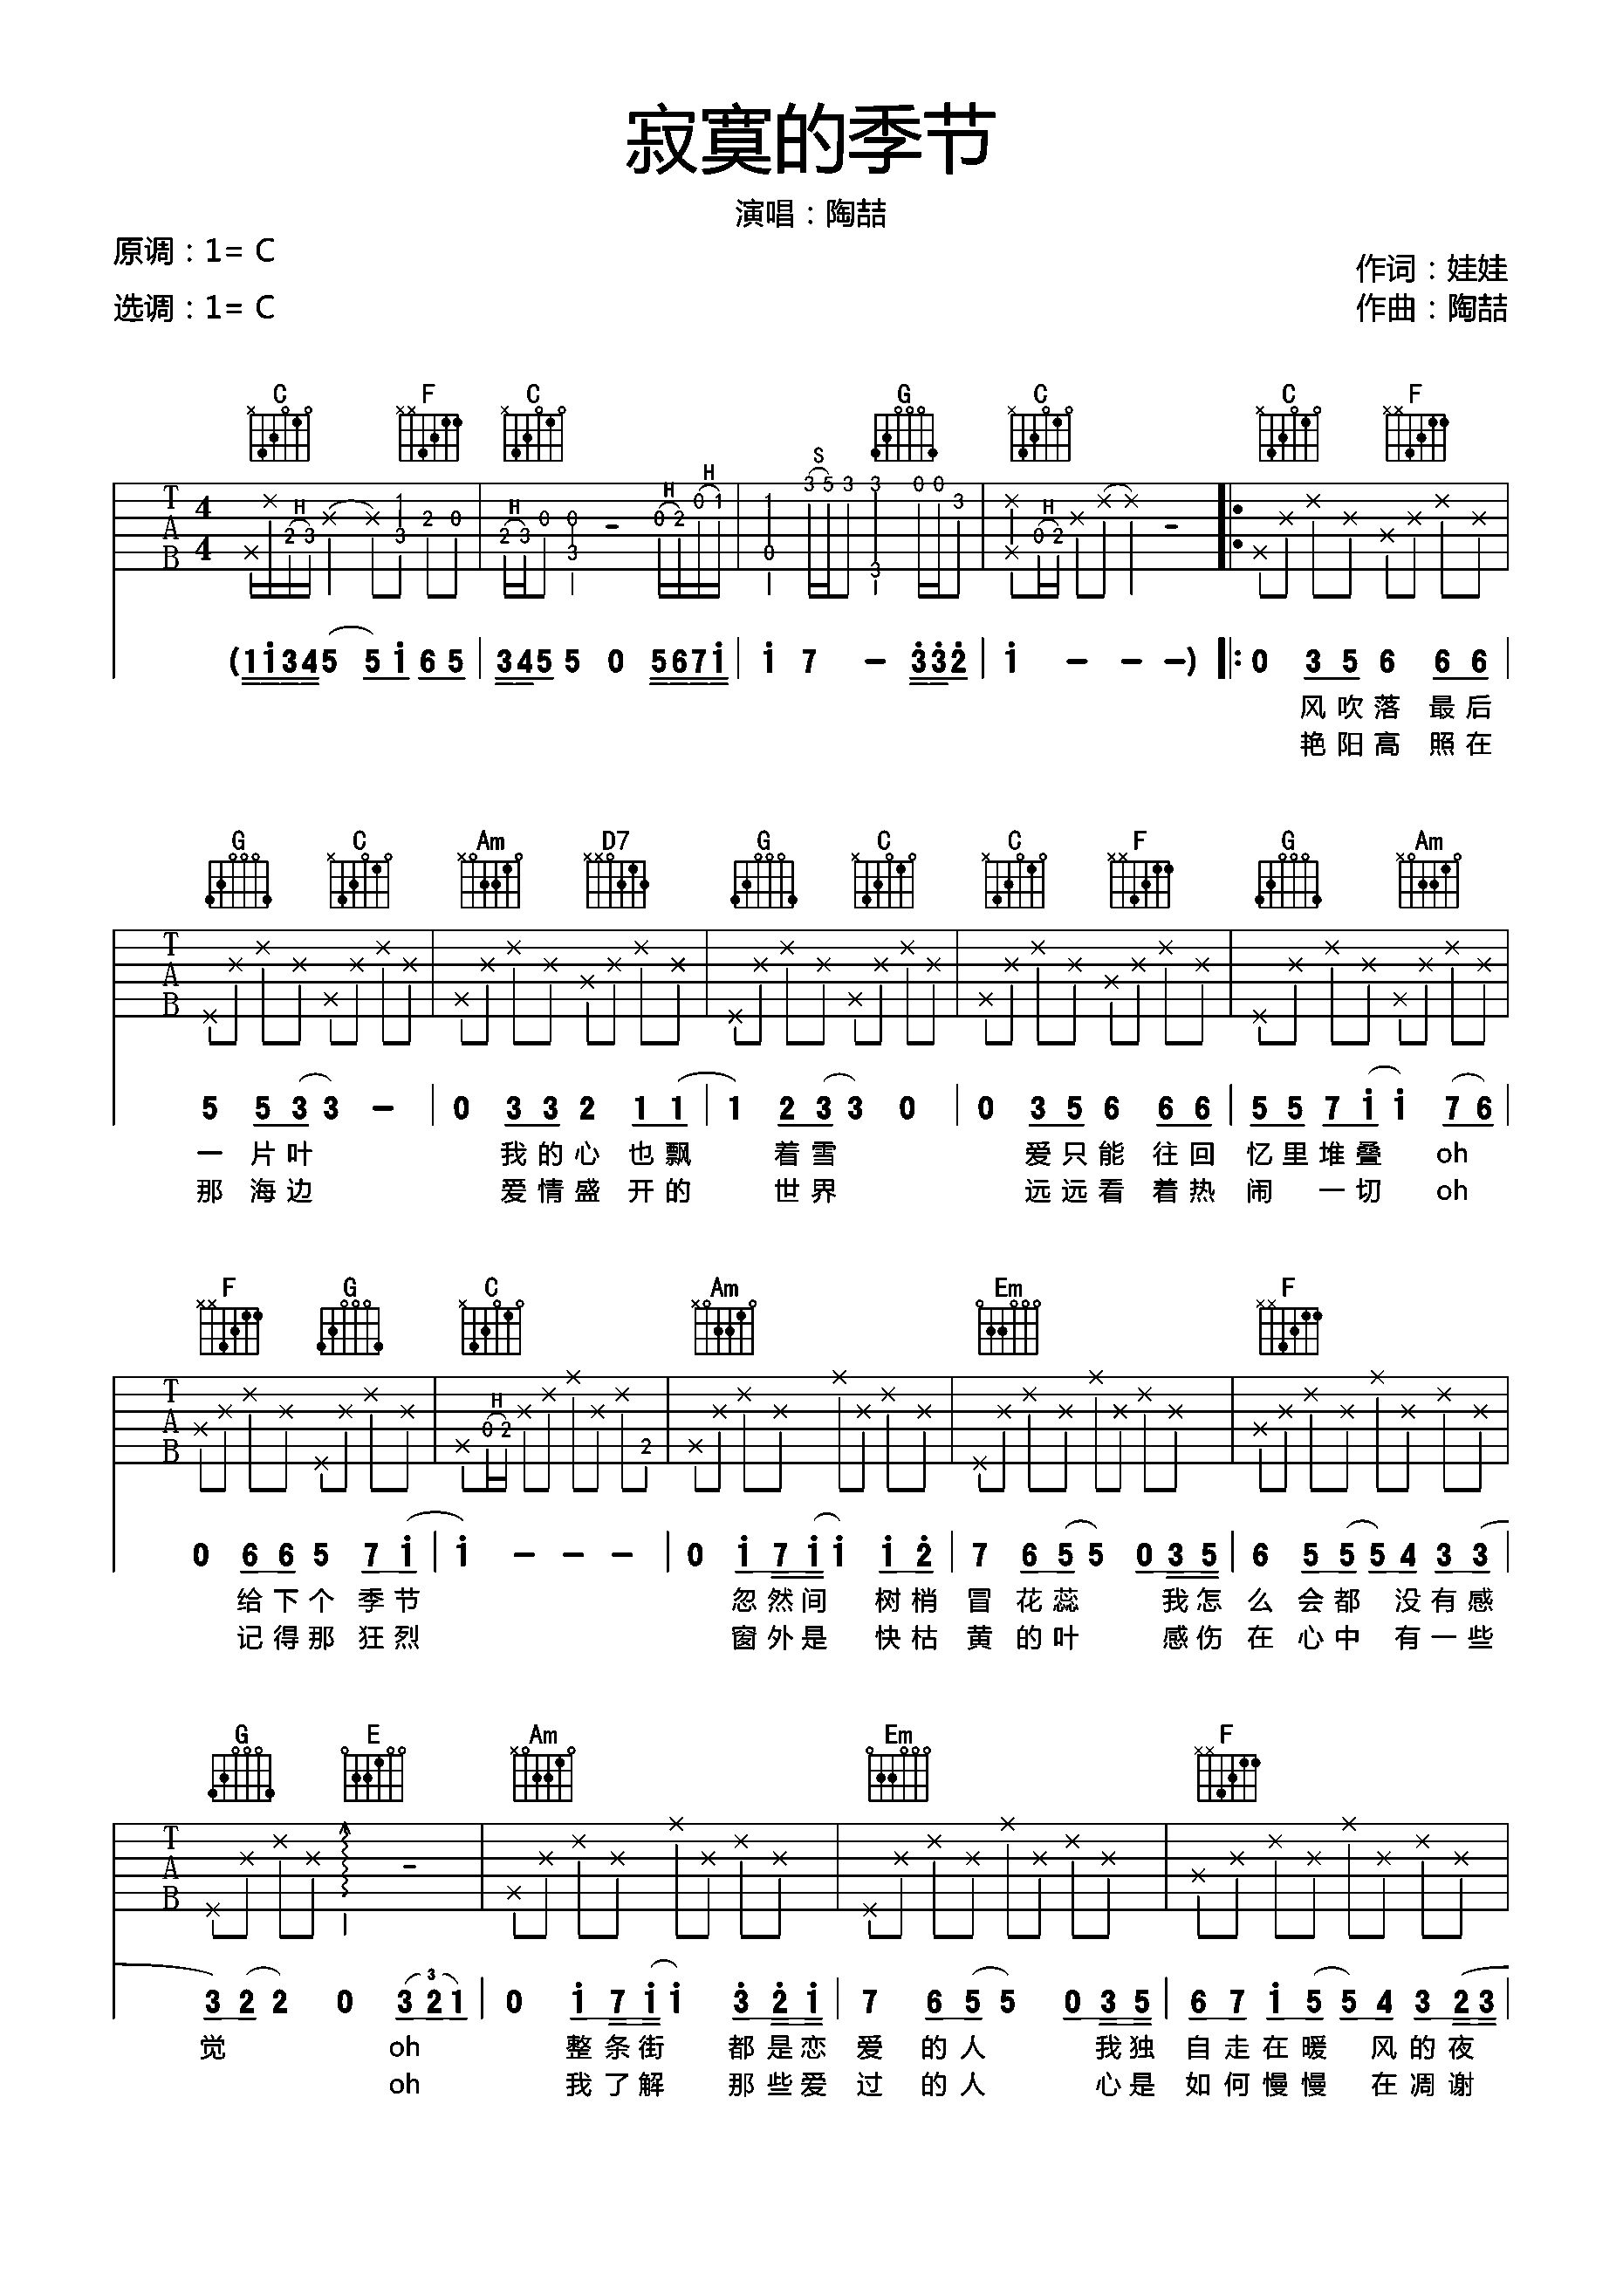 寂寞的季节
演唱：陶喆
原调：1= C
作词：娃娃
选调：1= C
作曲：陶喆
C F C G C C F
H H S H H
T A B 4 4 2 3 1 3 2 0 2 3 0 0 3 0 2 0 1 1 0 3 5 3 3 3 0 0 3 0 2
(1 i 3 4 5 5 i 6 5 | 3 4 5 5 0 5 6 7 i | i 7 - 3 3 2 | i - - -) 0 3 5 6 6 6
风吹落 最后
艳阳高 照在
G C Am D7 G C C F G Am
T A B
5 5 3 3 - | 0 3 3 2 1 1 | 1 2 3 3 0 | 0 3 5 6 6 6 | 5 5 7 i i 7 6
一 片叶 我的心 也飘 着雪 爱只能 往回 忆里堆叠 oh
那 海边 爱情盛 开的 世界 远远看 着热 闹 一切 oh
F G C Am Em F
H
T A B 0 2 2
0 6 6 5 7 i | i - - - | 0 i 7 i i i 2 | 7 6 5 5 0 3 5 | 6 5 5 5 4 3 3
给下个 季节 忽然间 树梢 冒 花蕊 我怎 么 会都 没有感
记得那 狂烈 窗外是 快枯 黄 的叶 感伤 在 心中 有一些
G E Am Em F
T A B
3
3 2 2 0 3 2 1 | 0 i 7 i i 3 2 i | 7 6 5 5 0 3 5 | 6 7 i 5 5 4 3 2 3
觉 oh 整条街 都是恋 爱 的人 我独 自走在暖 风的夜
oh 我了解 那些爱 过 的人 心是 如何慢慢 在凋谢